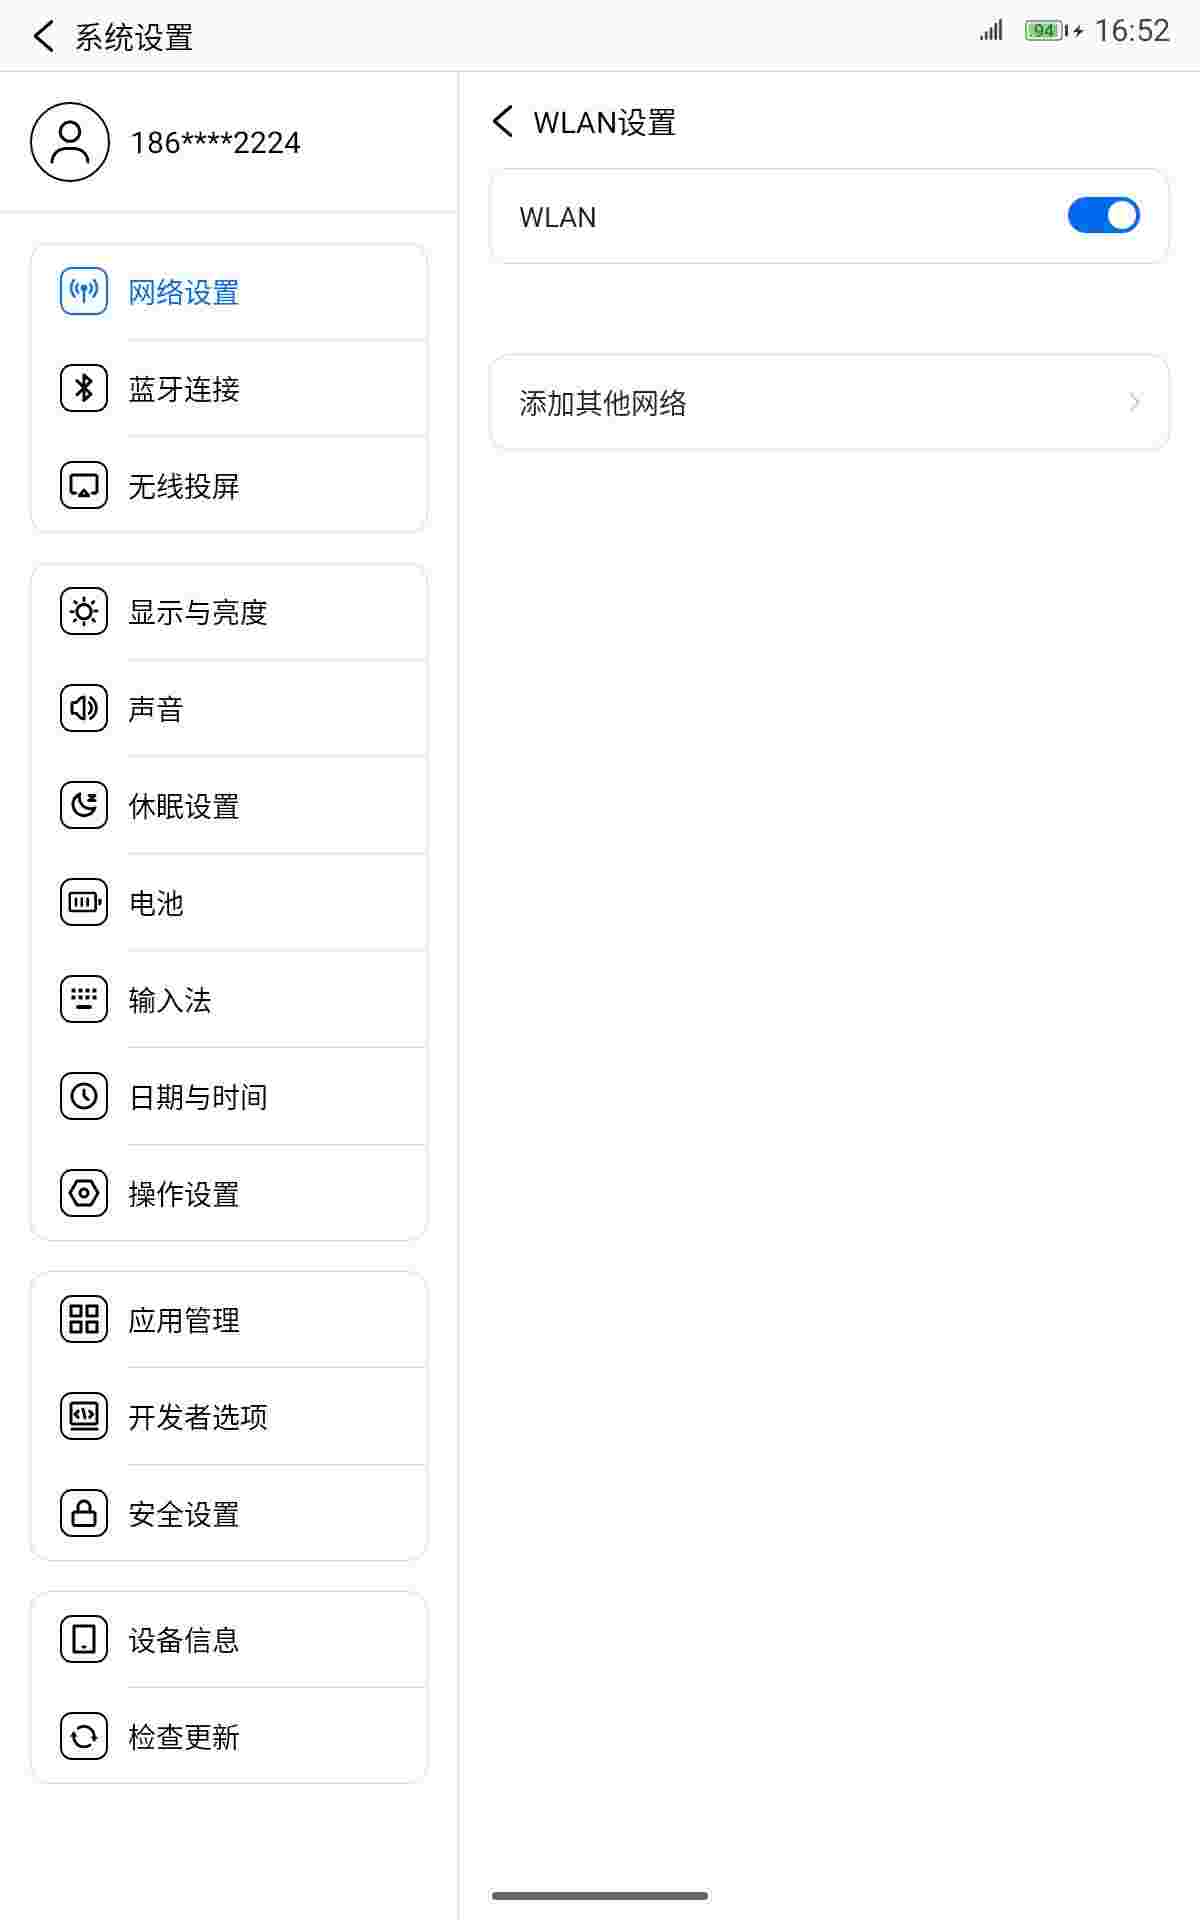 系统设置
94
16:52
186****2224
网络设置
蓝牙连接
无线投屏
显示与亮度
声音
休眠设置
电池
输入法
日期与时间
操作设置
应用管理
开发者选项
安全设置
设备信息
检查更新
WLAN设置
WLAN
添加其他网络